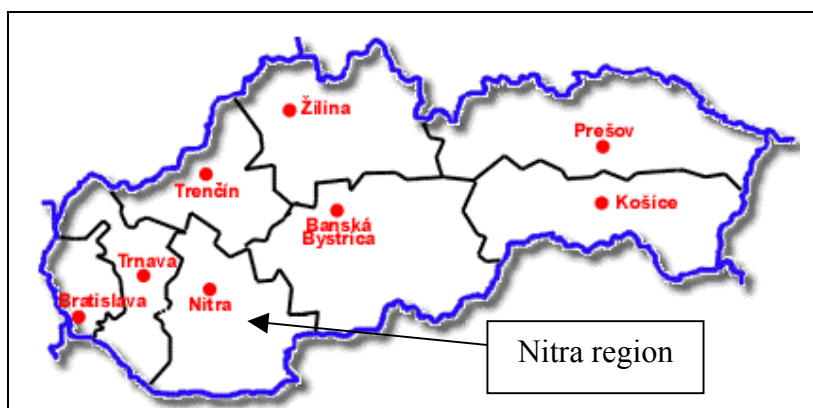 Žilina
Prešov
Trenčín
Košice
Banská
Bystrica
Trnava
Nitra
Bratislava
Nitra region